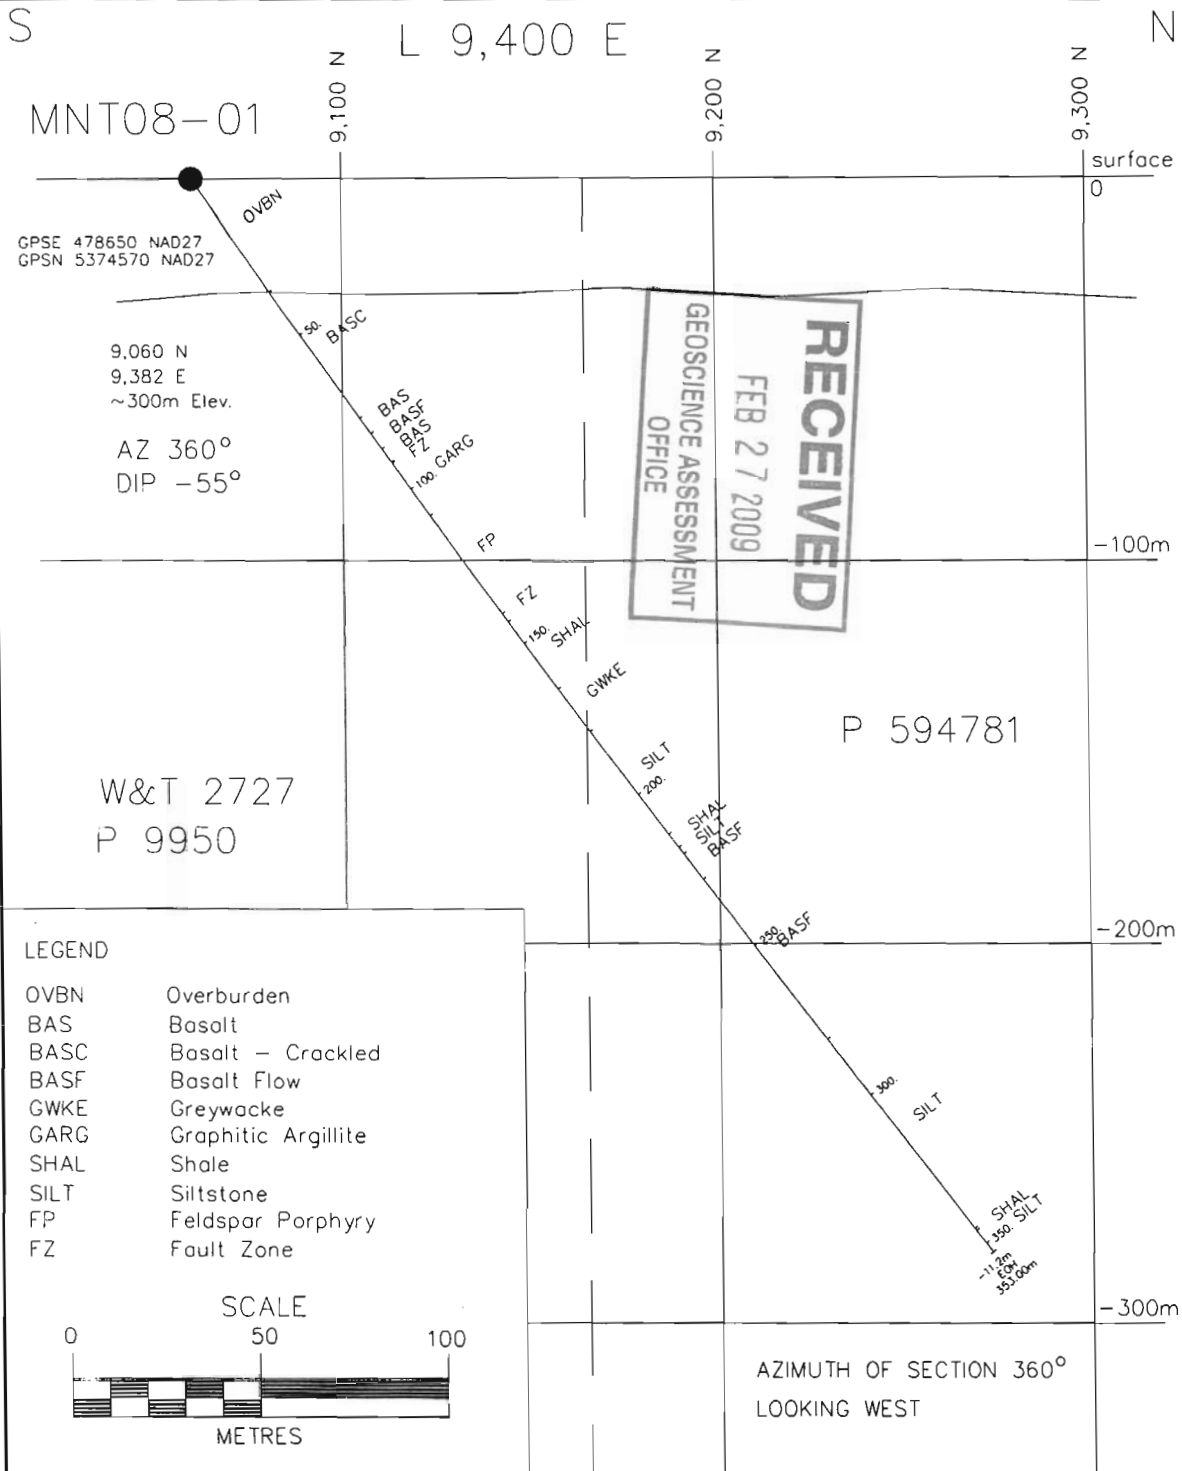 S
L 9,400 E
N
MNT08-01
9,100 N
9,200 N
9,300 N
surface
0
OVBN
GPSE 478650 NAD27
GPSN 5374570 NAD27
50.
BASC
9,060 N
9,382 E
~300m Elev.
AZ 360°
DIP -55°
BAS
BASF
BAS
FZ
GARG
100.
RECEIVED
FEB 27 2009
GEOSCIENCE ASSESSMENT
OFFICE
FP
-100m
FZ
150.
SHAL
GWKE
P 594781
SILT
200.
W&T 2727
P 9950
SHAL
SILT
BASF
250.
BASF
-200m
300.
SILT
SHAL
SILT
350.
-11.2m
EOH
353.00m
-300m
LEGEND
OVBN Overburden
BAS Basalt
BASC Basalt - Crackled
BASF Basalt Flow
GWKE Greywacke
GARG Graphitic Argillite
SHAL Shale
SILT Siltstone
FP Feldspar Porphyry
FZ Fault Zone
SCALE
0 50 100
METRES
AZIMUTH OF SECTION 360°
LOOKING WEST